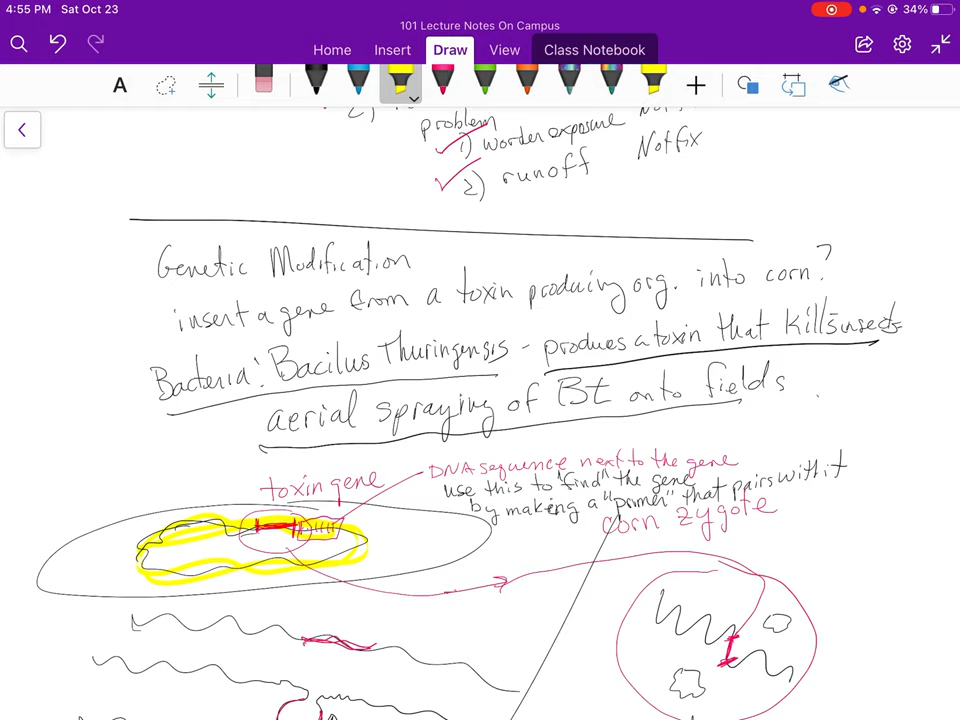 4:55 PM Sat Oct 23
34%
101 Lecture Notes On Campus
Home Insert Draw View Class Notebook
A
2)
problem
1) worder exposure
2) runoff Not fix
Genetic Modification
insert a gene from a toxin producing org. into corn?
Bacteria: Bacilus Thuringensis - produces a toxin that kills insects
aerial spraying of Bt onto fields
toxin gene
DNA sequence next to the gene
use this to "find" the gene
by making a "primer" that pairs with it
corn zygote